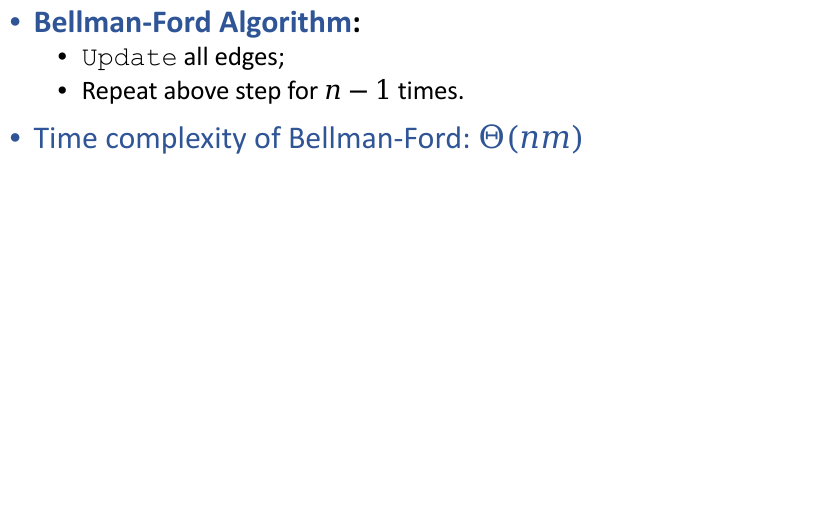 • Bellman-Ford Algorithm:
• Update all edges;
• Repeat above step for n − 1 times.
• Time complexity of Bellman-Ford: Θ(nm)